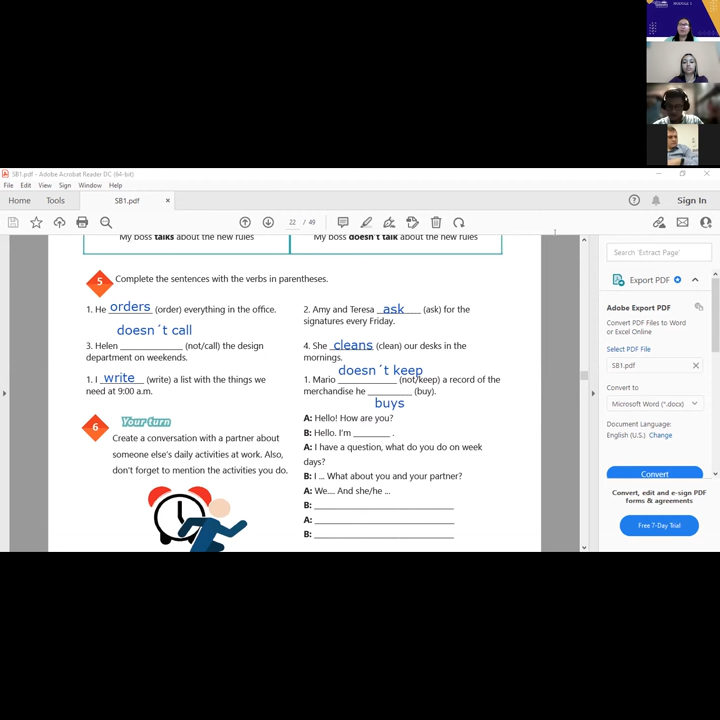 MODULE I
SB1.pdf - Adobe Acrobat Reader DC (64-bit)
File Edit View Sign Window Help
Home Tools SB1.pdf × Sign In
22 / 49
My boss talks about the new rules
My boss doesn't talk about the new rules
Search 'Extract Page'
5 Complete the sentences with the verbs in parentheses.
1. He orders (order) everything in the office.
2. Amy and Teresa ask (ask) for the
signatures every Friday.
doesn´t call
3. Helen ____________ (not/call) the design
department on weekends.
4. She cleans (clean) our desks in the
mornings.
doesn´t keep
1. I write (write) a list with the things we
need at 9:00 a.m.
1. Mario ____________ (not/keep) a record of the
merchandise he _________ (buy).
buys
6 Your turn
Create a conversation with a partner about
someone else's daily activities at work. Also,
don't forget to mention the activities you do.
A: Hello! How are you?
B: Hello. I'm ________ .
A: I have a question, what do you do on week
days?
B: I ... What about you and your partner?
A: We.... And she/he ...
B: ____________________________
A: ____________________________
B: ____________________________
Export PDF
Adobe Export PDF
Convert PDF Files to Word
or Excel Online
Select PDF File
SB1.pdf ×
Convert to
Microsoft Word (*.docx)
Document Language:
English (U.S.) Change
Convert
Convert, edit and e-sign PDF
forms & agreements
Free 7-Day Trial